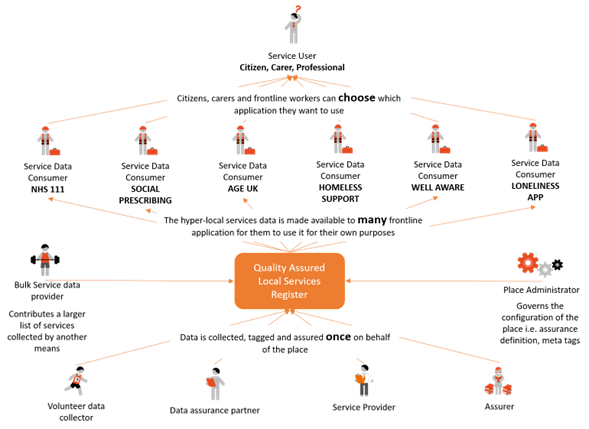 ?
Service User
Citizen, Carer, Professional
Citizens, carers and frontline workers can choose which
application they want to use
Service Data
Consumer
NHS 111
Service Data
Consumer
SOCIAL
PRESCRIBING
Service Data
Consumer
AGE UK
Service Data
Consumer
HOMELESS
SUPPORT
Service Data
Consumer
WELL AWARE
Service Data
Consumer
LONELINESS
APP
The hyper-local services data is made available to many frontline
application for them to use it for their own purposes
Bulk Service data
provider
Contributes a larger
list of services
collected by another
means
Quality Assured
Local Services
Register
Place Administrator
Governs the
configuration of the
place i.e. assurance
definition, meta tags
Data is collected, tagged and assured once on behalf
of the place
Volunteer data
collector
Data assurance partner
Service Provider
Assurer